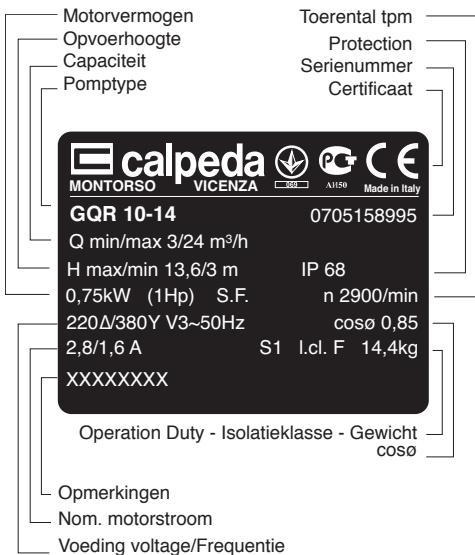 Motorvermogen
Opvoerhoogte
Capaciteit
Pomptype
Toerental tpm
Protection
Serienummer
Certificaat
calpeda
MONTORSO VICENZA 069 АИ50 Made in Italy
GQR 10-14 0705158995
Q min/max 3/24 m³/h
H max/min 13,6/3 m IP 68
0,75kW (1Hp) S.F. n 2900/min
220Δ/380Y V3~50Hz cosø 0,85
2,8/1,6 A S1 I.cl. F 14,4kg
XXXXXXXX
Operation Duty - Isolatieklasse - Gewicht
cosø
Opmerkingen
Nom. motorstroom
Voeding voltage/Frequentie